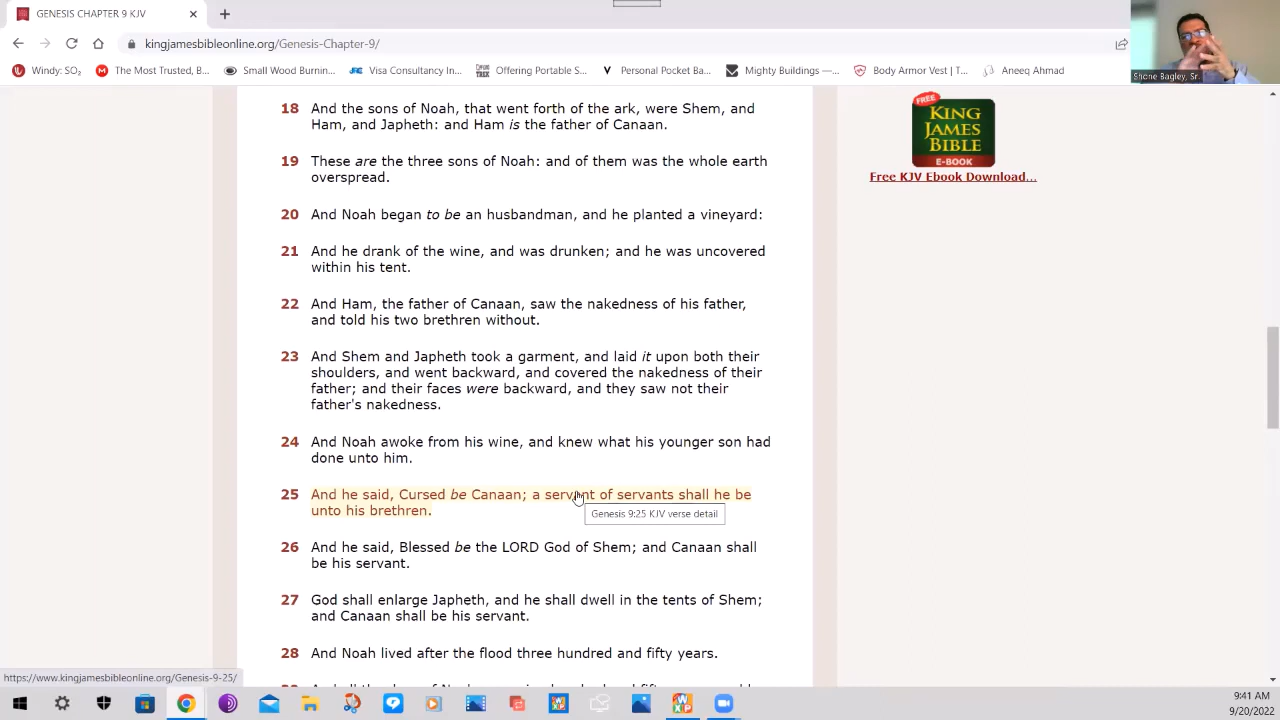 GENESIS CHAPTER 9 KJV
kingjamesbibleonline.org/Genesis-Chapter-9/
Windy: SO₂
The Most Trusted, B...
Small Wood Burnin...
Visa Consultancy In...
Offering Portable S...
Personal Pocket Ba...
Mighty Buildings —...
Body Armor Vest | T...
Aneeq Ahmad
Shone Bagley, Sr.
18 And the sons of Noah, that went forth of the ark, were Shem, and
Ham, and Japheth: and Ham is the father of Canaan.
19 These are the three sons of Noah: and of them was the whole earth
overspread.
20 And Noah began to be an husbandman, and he planted a vineyard:
21 And he drank of the wine, and was drunken; and he was uncovered
within his tent.
22 And Ham, the father of Canaan, saw the nakedness of his father,
and told his two brethren without.
23 And Shem and Japheth took a garment, and laid it upon both their
shoulders, and went backward, and covered the nakedness of their
father; and their faces were backward, and they saw not their
father's nakedness.
24 And Noah awoke from his wine, and knew what his younger son had
done unto him.
25 And he said, Cursed be Canaan; a servant of servants shall he be
unto his brethren.
Genesis 9:25 KJV verse detail
26 And he said, Blessed be the LORD God of Shem; and Canaan shall
be his servant.
27 God shall enlarge Japheth, and he shall dwell in the tents of Shem;
and Canaan shall be his servant.
28 And Noah lived after the flood three hundred and fifty years.
FREE
KING
JAMES
BIBLE
E-BOOK
Free KJV Ebook Download...
https://www.kingjamesbibleonline.org/Genesis-9-25/
9:41 AM
9/20/2022